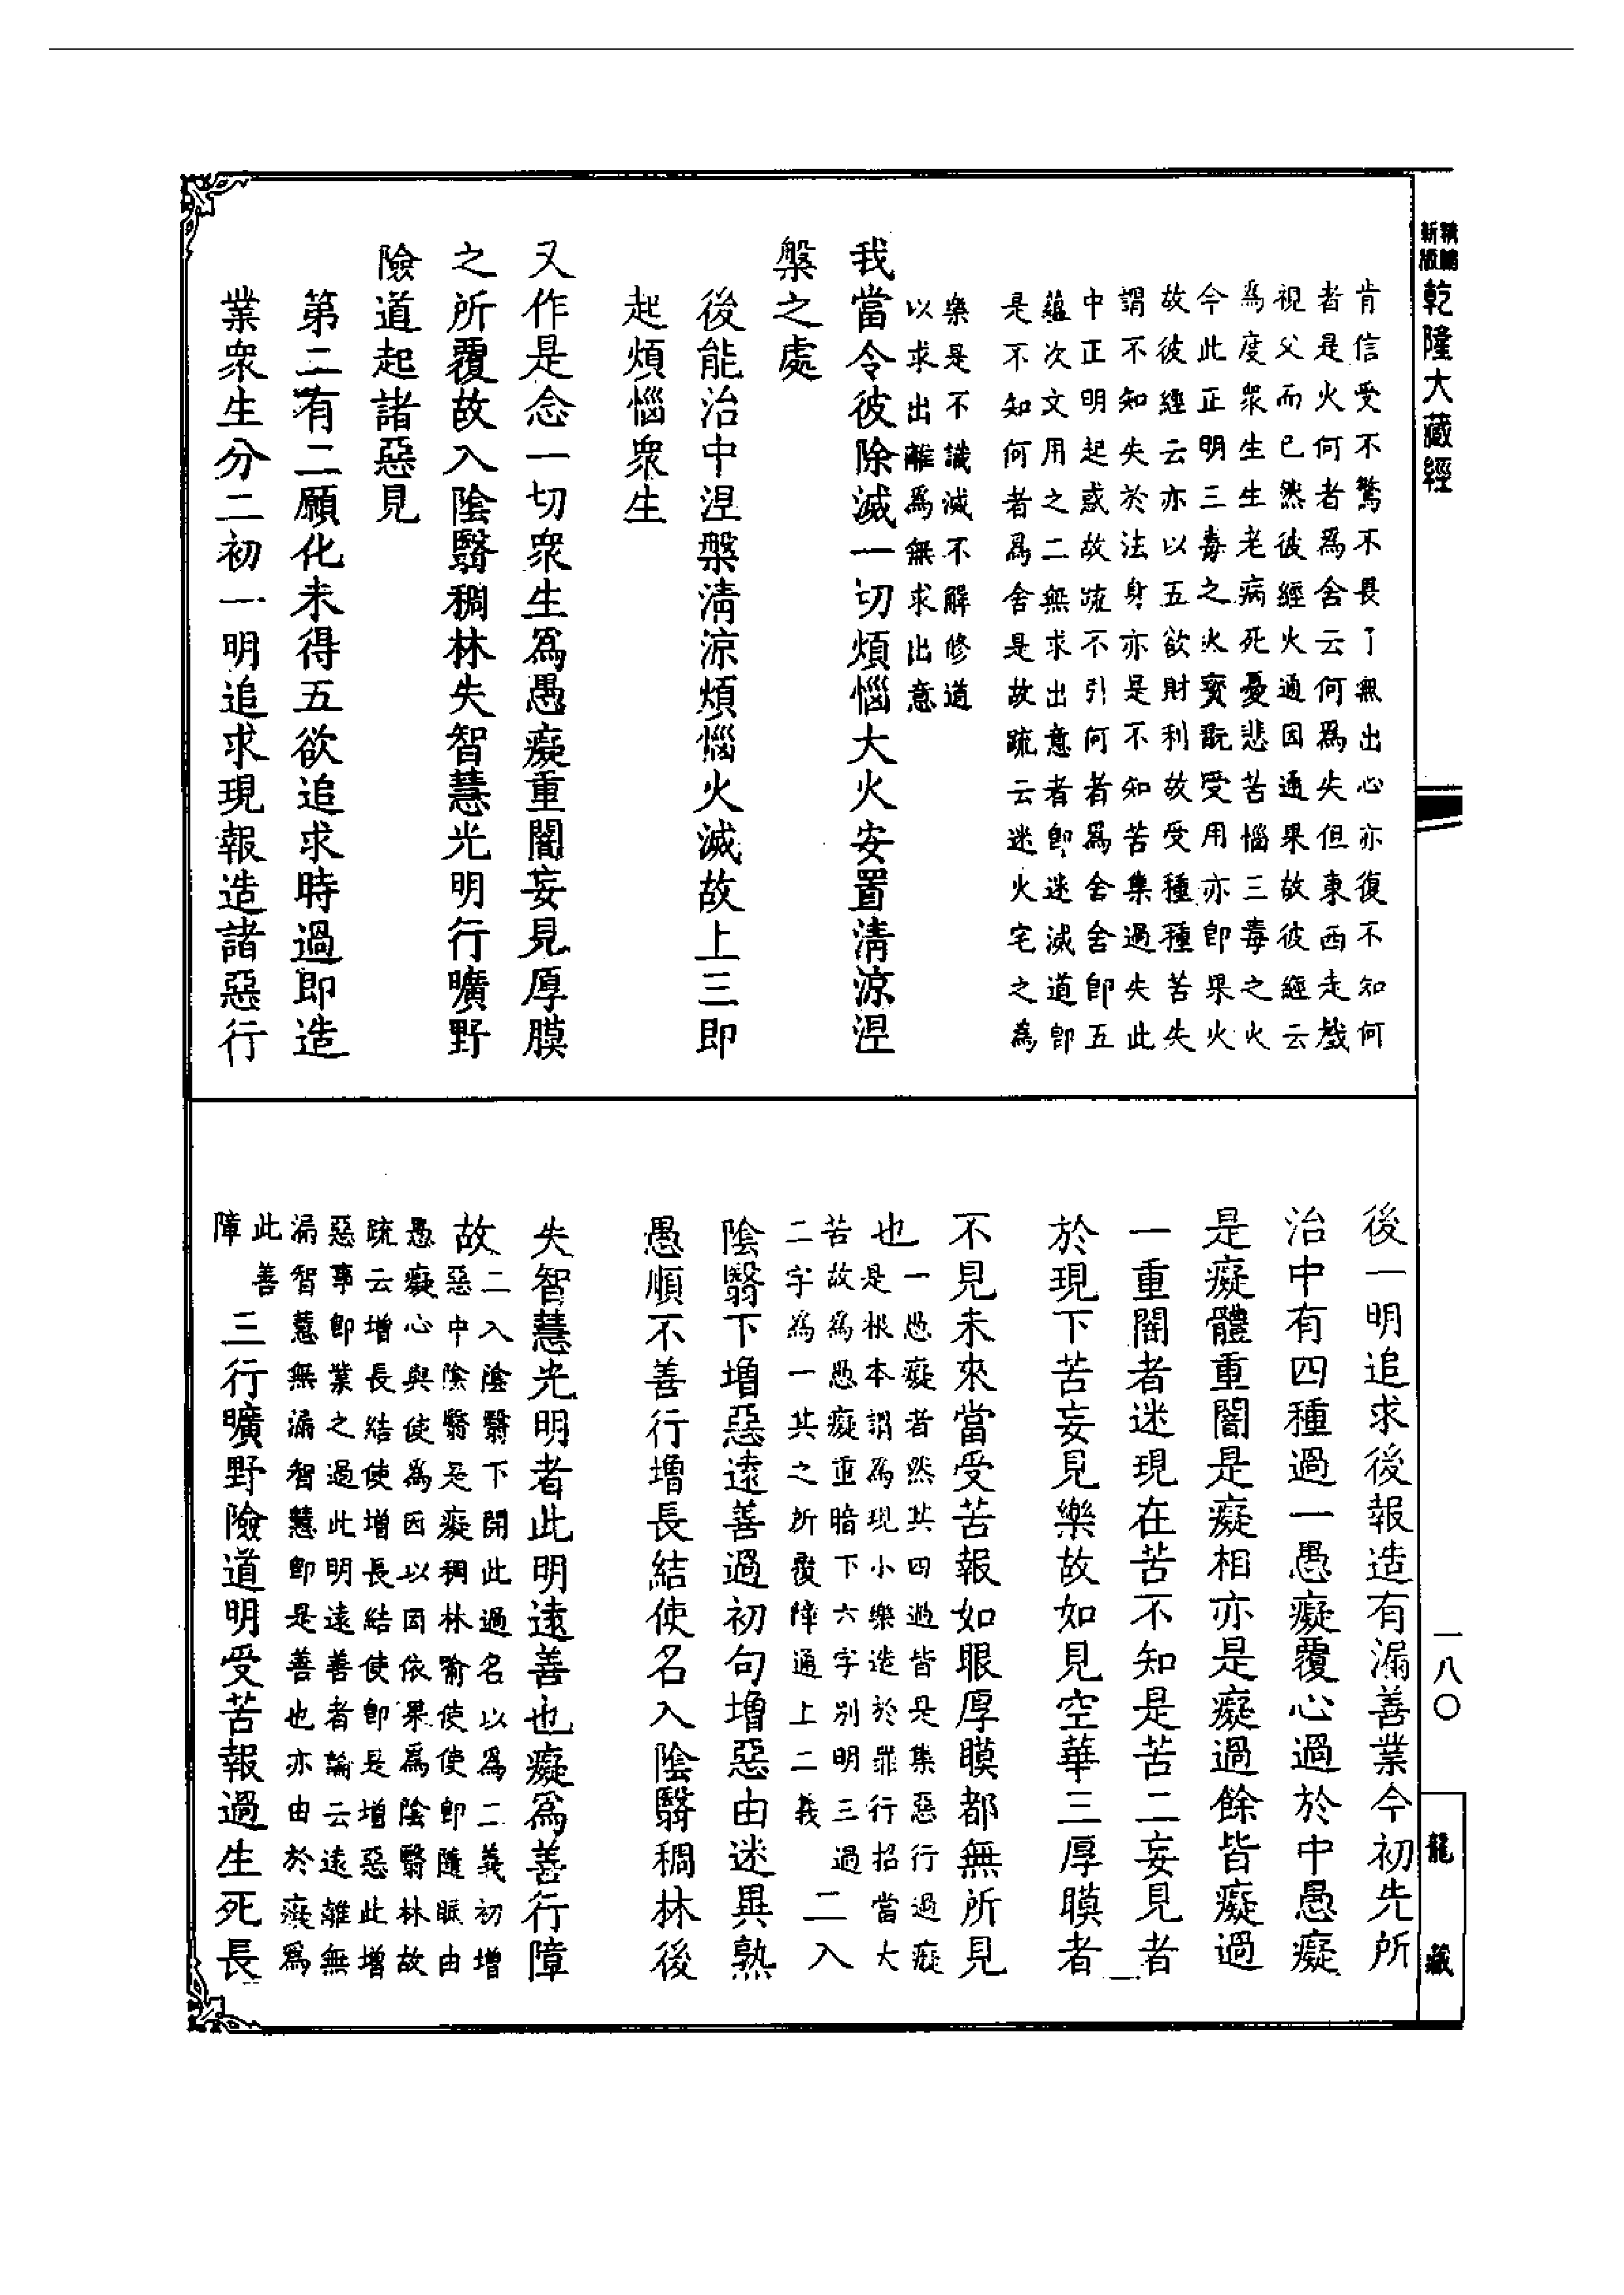 精編
新版
乾隆大藏經
肯信受不驚不畏了無出心亦復不知何
者是火何者為舍云何為失但東西走戲
視父而已然彼經火通因通果故彼經云
為度衆生生老病死憂悲苦惱三毒之火
今此正明三毒之火實翫受用亦即果火
故彼經云亦以五欲財利故受種種苦失
謂不知失於法身亦是不知苦集過失此
中正明起惑故疏不引何者為舍舍即五
蘊次文用之二無求出意者即迷滅道即
是不知何者為舍是故疏云迷火宅之為
樂是不識滅不解修道
以求出離為無求出意
我當令彼除滅一切煩惱大火安置清涼涅
槃之處
後能治中涅槃清涼煩惱火滅故上三即
起煩惱衆生
又作是念一切衆生為愚癡重闇妄見厚膜
之所覆故入陰翳稠林失智慧光明行曠野
險道起諸惡見
第二有二願化未得五欲追求時過即造
業衆生分二初一明追求現報造諸惡行
後一明追求後報造有漏善業今初先所
治中有四種過一愚癡覆心過於中愚癡
是癡體重闇是癡相亦是癡過餘皆癡過
一重闇者迷現在苦不知是苦二妄見者
於現下苦妄見樂故如見空華三厚瞙者
不見未來當受苦報如眼厚瞙都無所見
也
一愚癡者然其四過皆是集惡行過癡
是根本謂為現小樂造於罪行招當大
苦故為愚癡重暗下六字別明三過
二字為一其之所覆障通上二義
二入
陰翳下增惡遠善過初句增惡由迷異熟
愚順不善行增長結使名入陰翳稠林後
失智慧光明者此明遠善也癡為善行障
故
二入陰翳下開此過名以為二義初增
惡中陰翳是癡稠林喻使使即隨眠由
愚癡心與使為因以因依果為陰翳林故
疏云增長結使增長結使即是增惡此增
惡事即業之過此明遠善者論云遠離無
漏智慧無漏智慧即是善也亦由於癡為
此善
障
三行曠野險道明受苦報過生死長
一八〇
龍藏